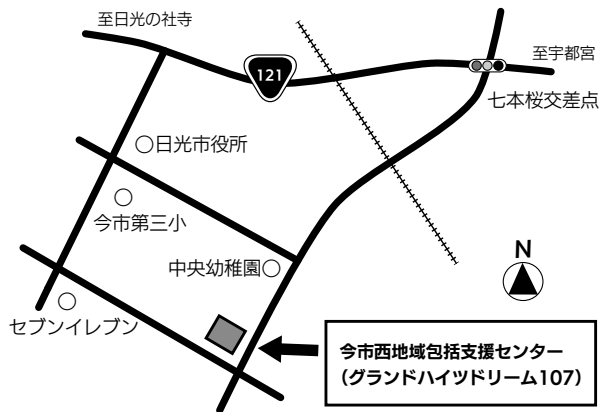 至日光の社寺
至宇都宮
121
七本桜交差点
○日光市役所
今市第三小
中央幼稚園○
N
セブンイレブン
今市西地域包括支援センター
（グランドハイツドリーム107）